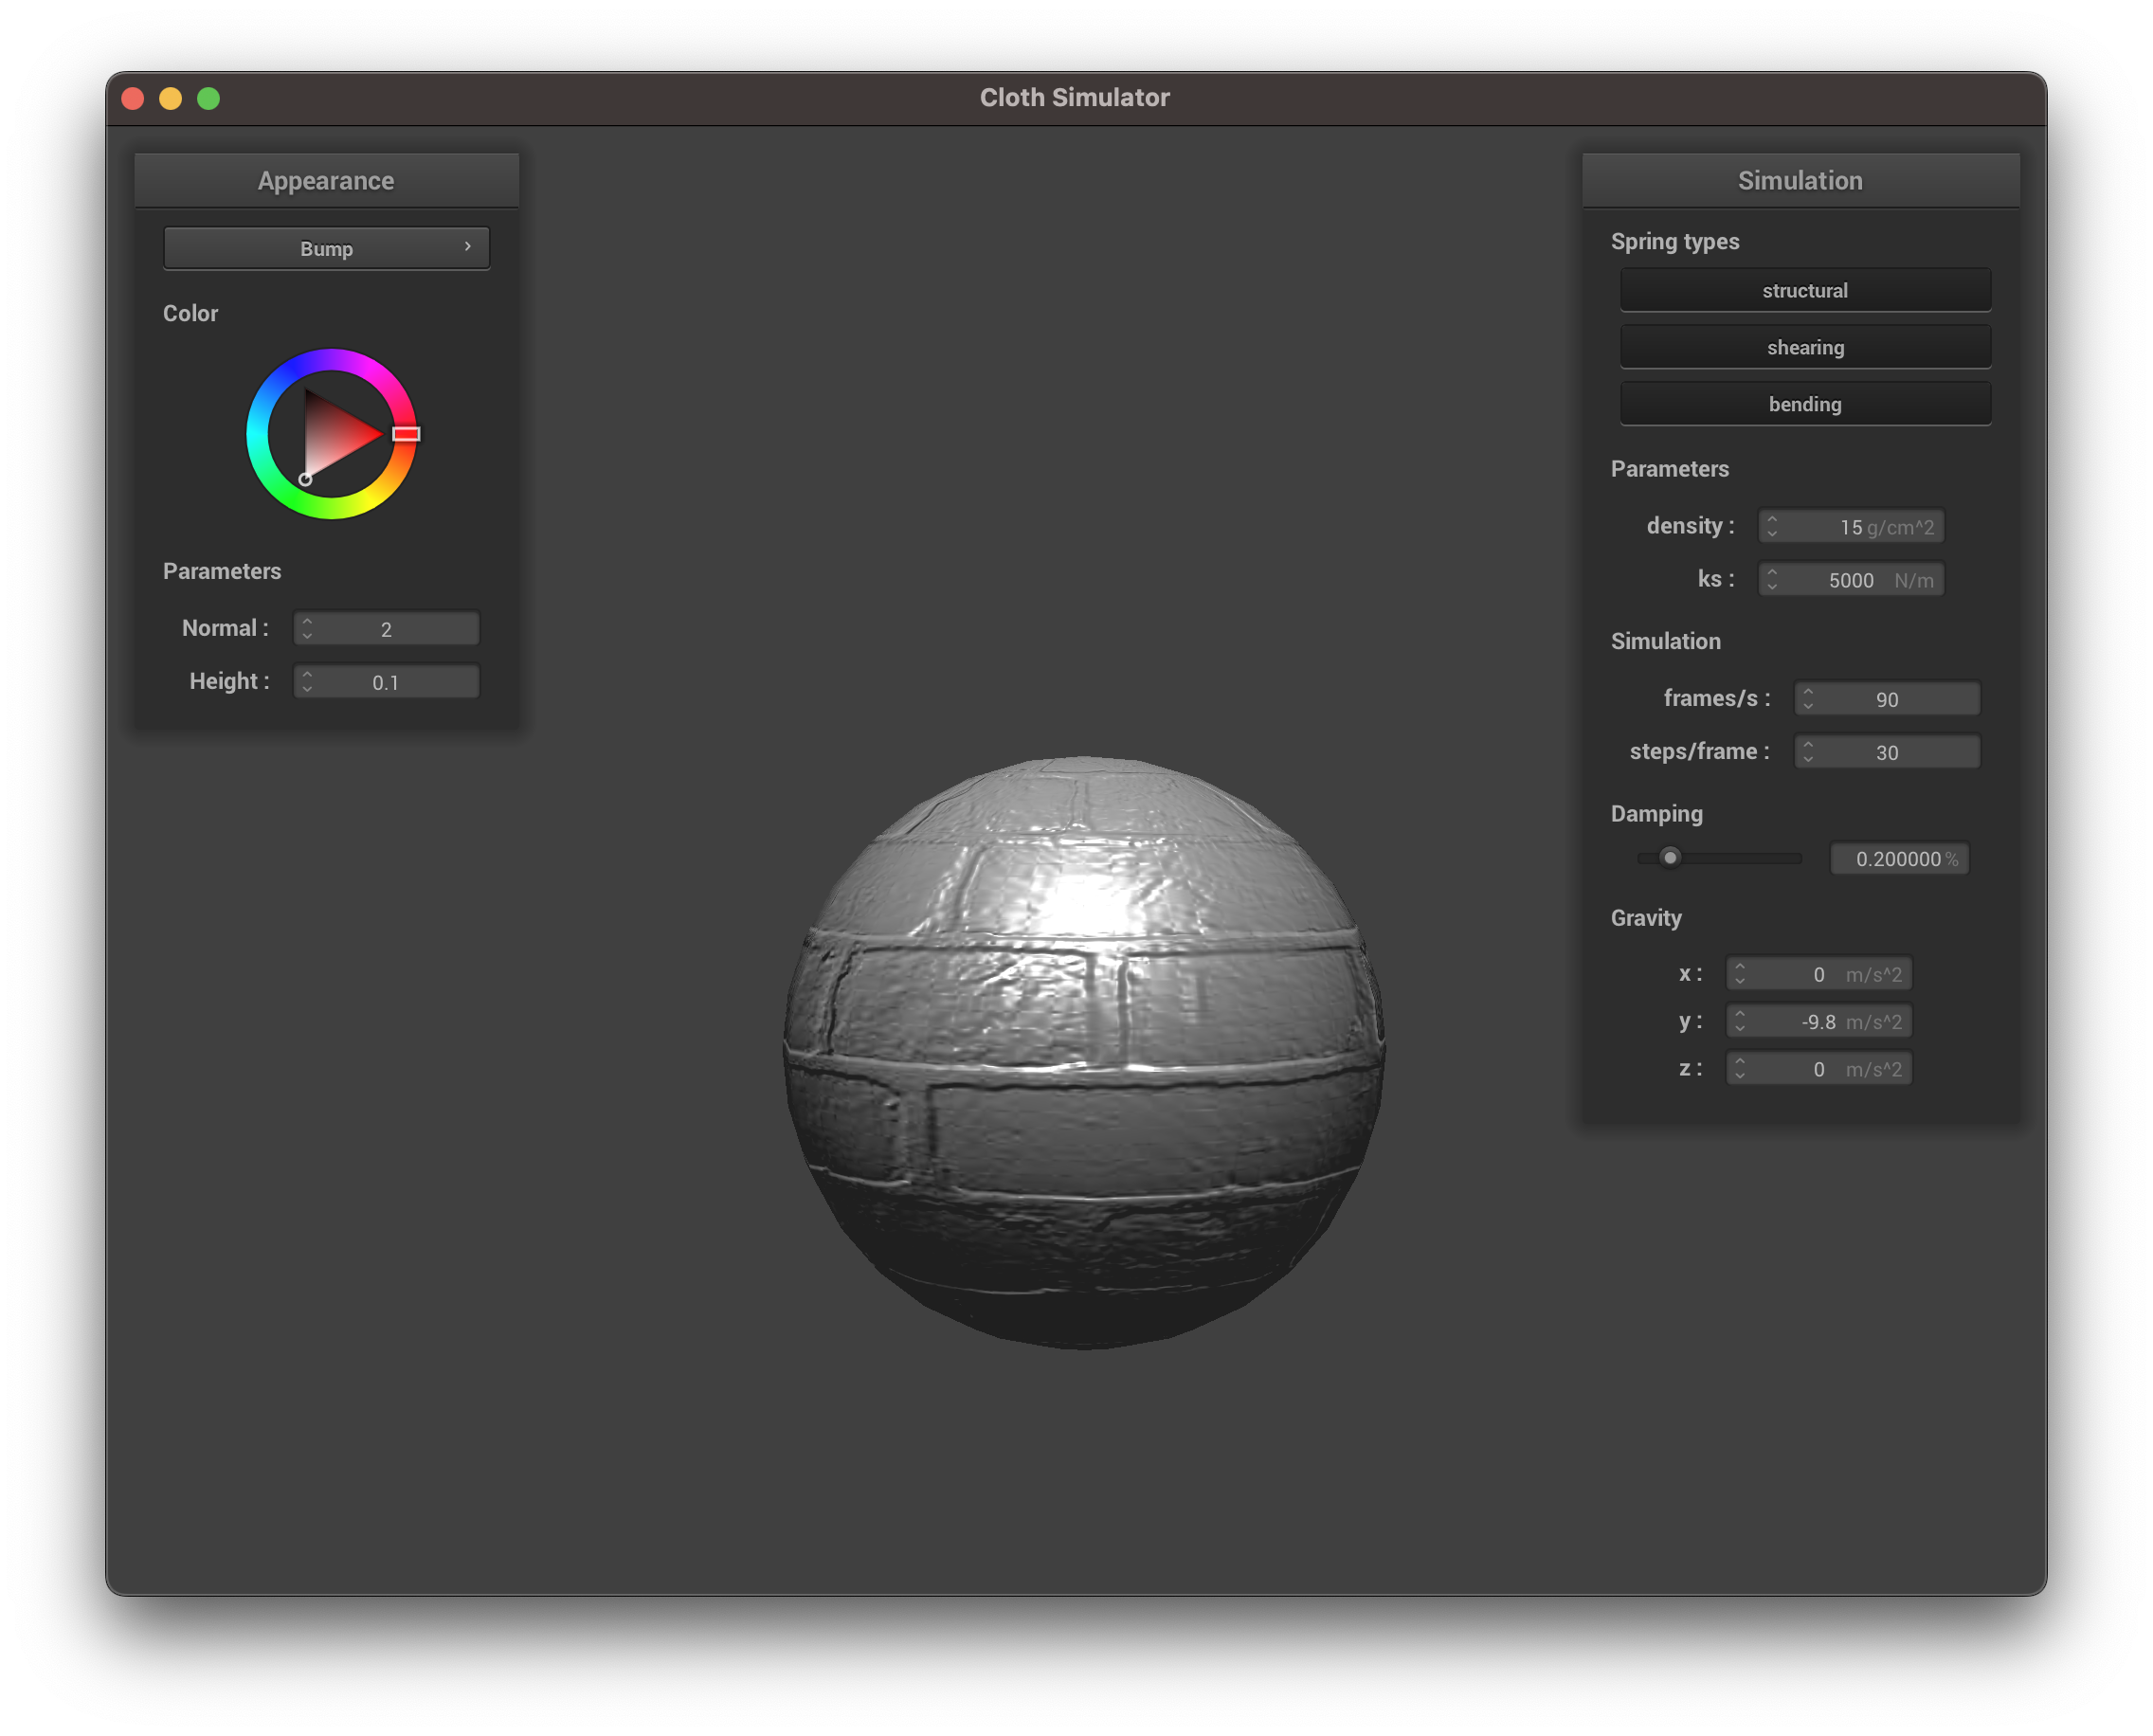 Cloth Simulator
Appearance
Bump
Color
Parameters
Normal : 2
Height : 0.1
Simulation
Spring types
structural
shearing
bending
Parameters
density : 15 g/cm^2
ks : 5000 N/m
Simulation
frames/s : 90
steps/frame : 30
Damping
0.200000 %
Gravity
x : 0 m/s^2
y : -9.8 m/s^2
z : 0 m/s^2